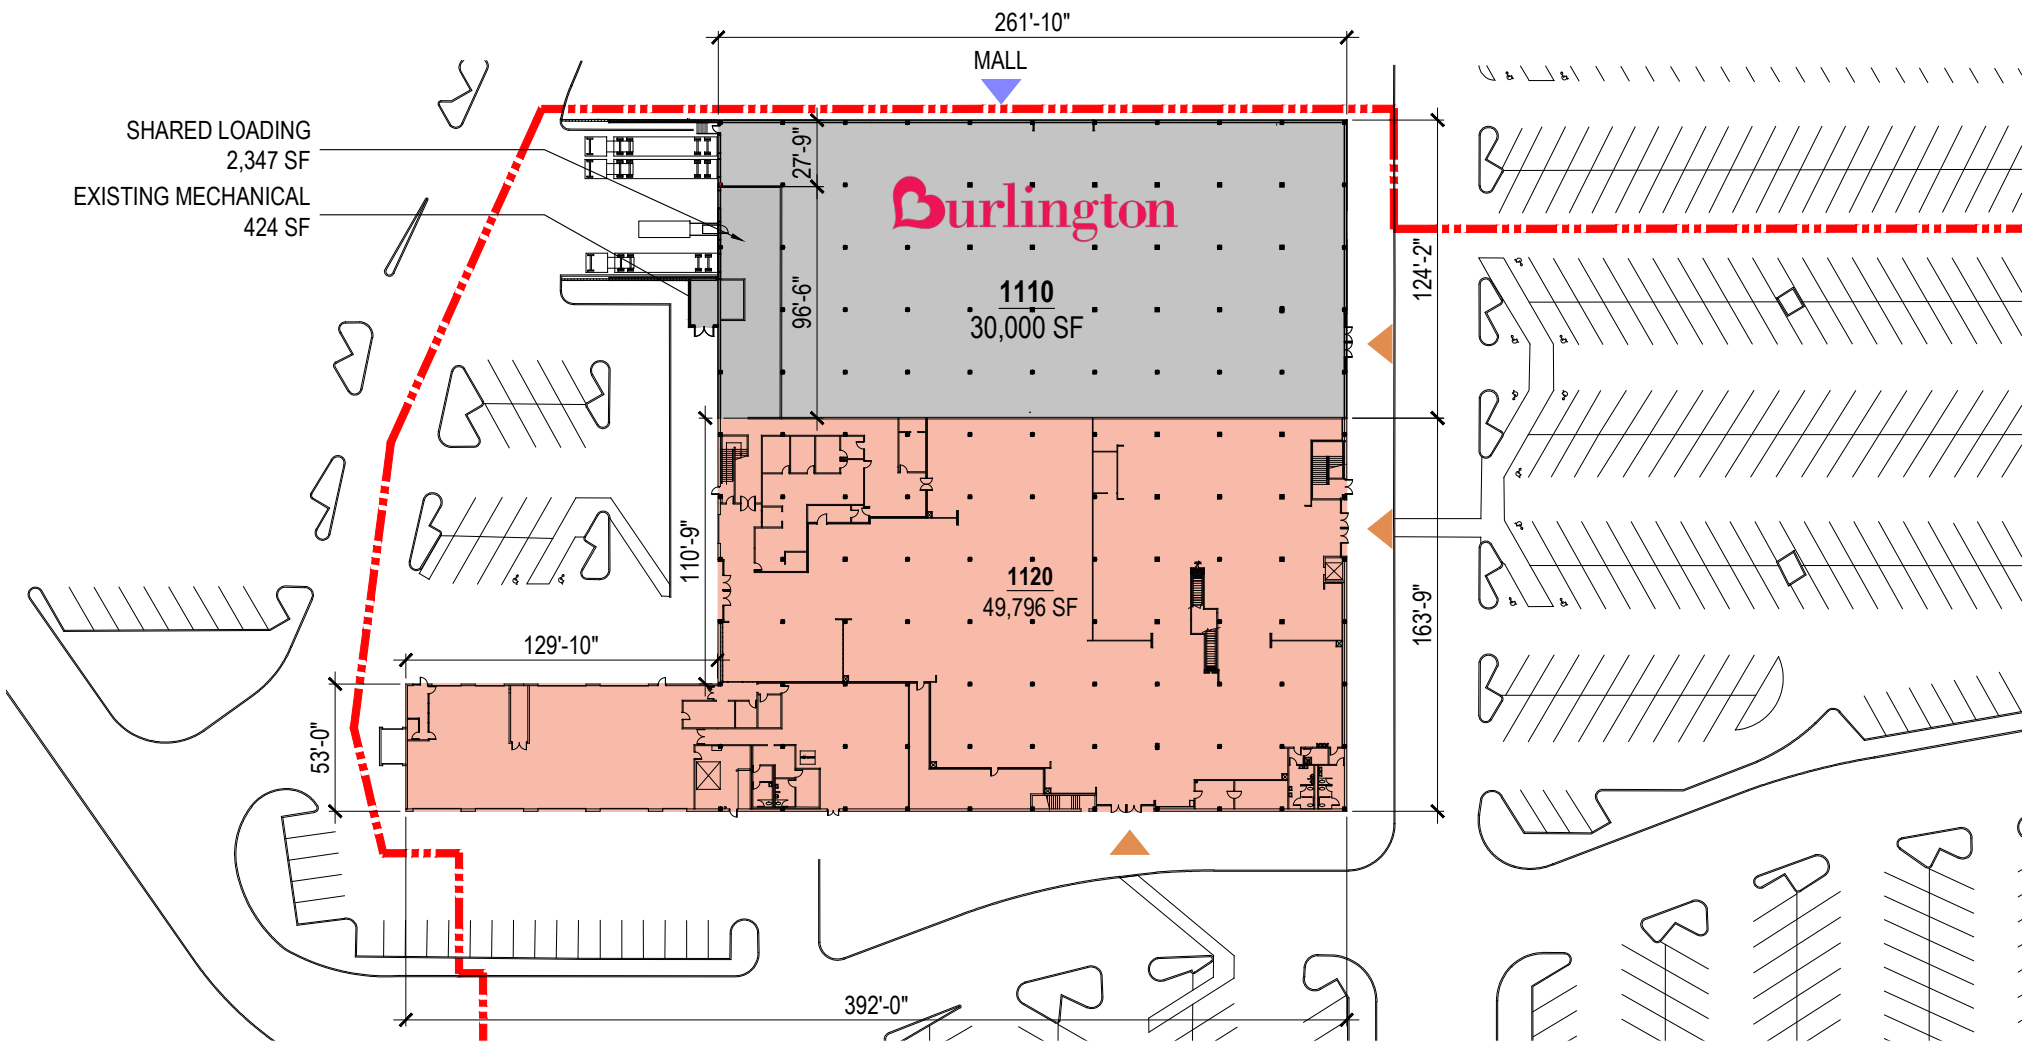 261'-10"
MALL
SHARED LOADING
2,347 SF
EXISTING MECHANICAL
424 SF
27'-9"
Burlington
124'-2"
96'-6"
1110
30,000 SF
110'-9"
1120
49,796 SF
163'-9"
129'-10"
53'-0"
392'-0"